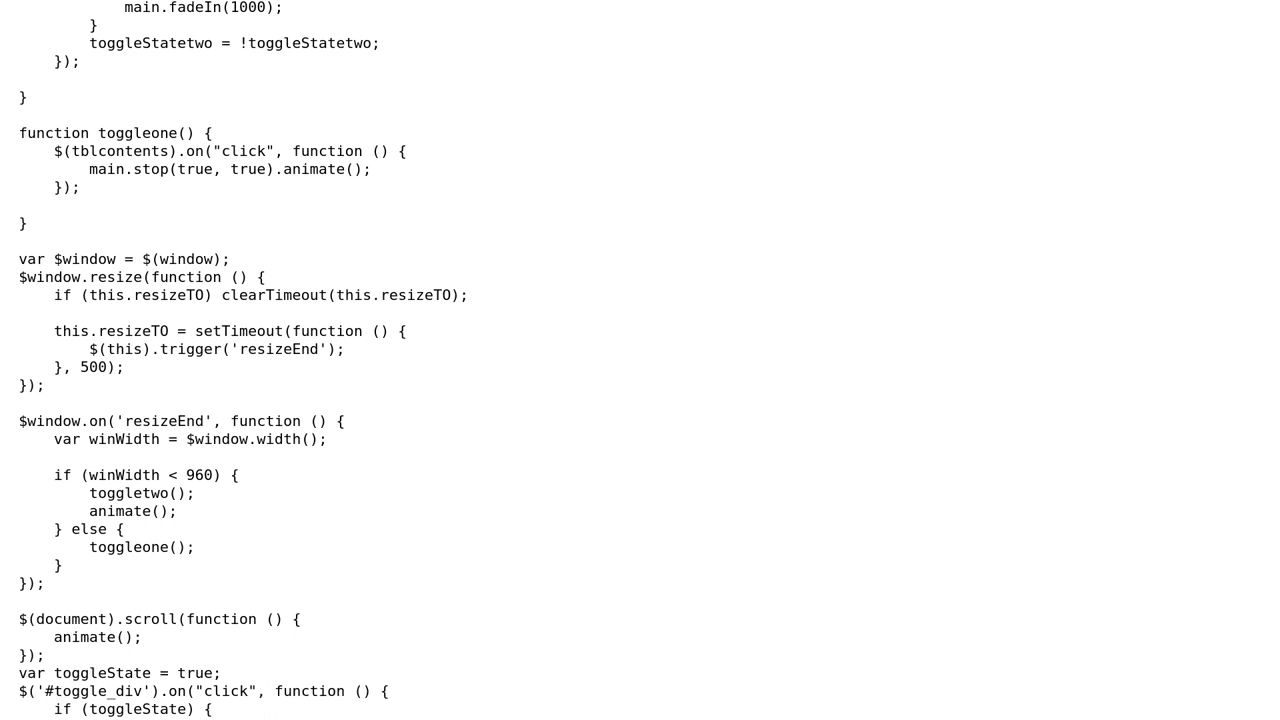 main.fadeIn(1000);
        }
        toggleStatetwo = !toggleStatetwo;
    });

}

function toggleone() {
    $(tblcontents).on("click", function () {
        main.stop(true, true).animate();
    });

}

var $window = $(window);
$window.resize(function () {
    if (this.resizeTO) clearTimeout(this.resizeTO);

    this.resizeTO = setTimeout(function () {
        $(this).trigger('resizeEnd');
    }, 500);
});

$window.on('resizeEnd', function () {
    var winWidth = $window.width();

    if (winWidth < 960) {
        toggletwo();
        animate();
    } else {
        toggleone();
    }
});

$(document).scroll(function () {
    animate();
});
var toggleState = true;
$('#toggle_div').on("click", function () {
    if (toggleState) {